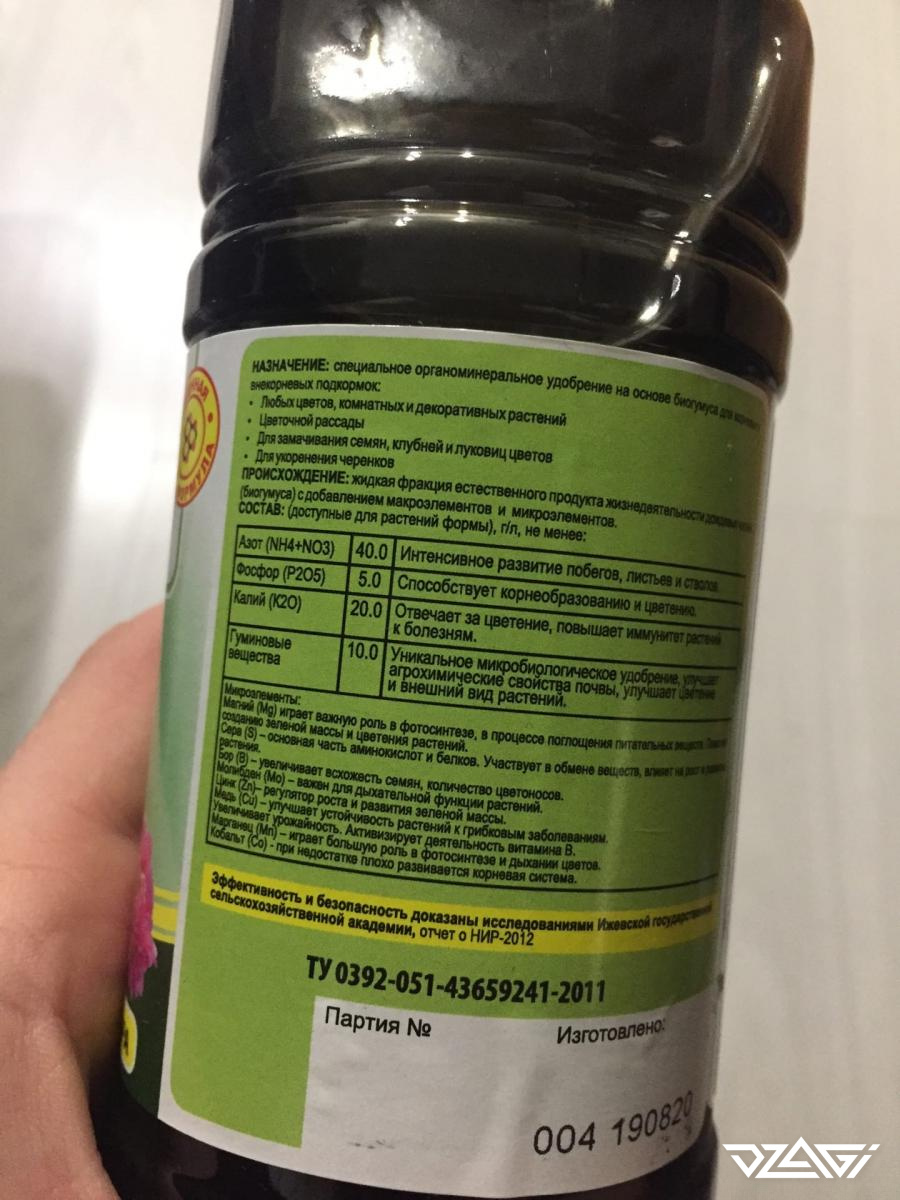 НАЗНАЧЕНИЕ: специальное органоминеральное удобрение на основе биогумуса для
внекорневых подкормок:
• Любых цветов, комнатных и декоративных растений
• Цветочной рассады
• Для замачивания семян, клубней и луковиц цветов
• Для укоренения черенков
ПРОИСХОЖДЕНИЕ: жидкая фракция естественного продукта жизнедеятельности дождевых
(биогумуса) с добавлением макроэлементов и микроэлементов.
СОСТАВ: (доступные для растений формы), г/л, не менее:
Азот (NH4+NO3) 40.0 Интенсивное развитие побегов, листьев и стволов.
Фосфор (P2O5) 5.0 Способствует корнеобразованию и цветению.
Калий (K2O) 20.0 Отвечает за цветение, повышает иммунитет растений
к болезням.
Гуминовые
вещества 10.0 Уникальное микробиологическое удобрение, улучшает
агрохимические свойства почвы, улучшает цветение
и внешний вид растений.
Микроэлементы:
Магний (Mg) играет важную роль в фотосинтезе, в процессе поглощения питательных веществ.
созданию зеленой массы и цветения растений.
Сера (S) – основная часть аминокислот и белков. Участвует в обмене веществ, влияет на рост и
растения.
Бор (B) – увеличивает всхожесть семян, количество цветоносов.
Молибден (Mo) – важен для дыхательной функции растений.
Цинк (Zn)– регулятор роста и развития зеленой массы.
Медь (Cu) – улучшает устойчивость растений к грибковым заболеваниям.
Увеличивает урожайность. Активизирует деятельность витамина B.
Марганец (Mn) – играет большую роль в фотосинтезе и дыхании цветов.
Кобальт (Co) - при недостатке плохо развивается корневая система.
Эффективность и безопасность доказаны исследованиями Ижевской государственной
сельскохозяйственной академии, отчет о НИР-2012
ТУ 0392-051-43659241-2011
Партия № Изготовлено:
004 190820
DZAGI